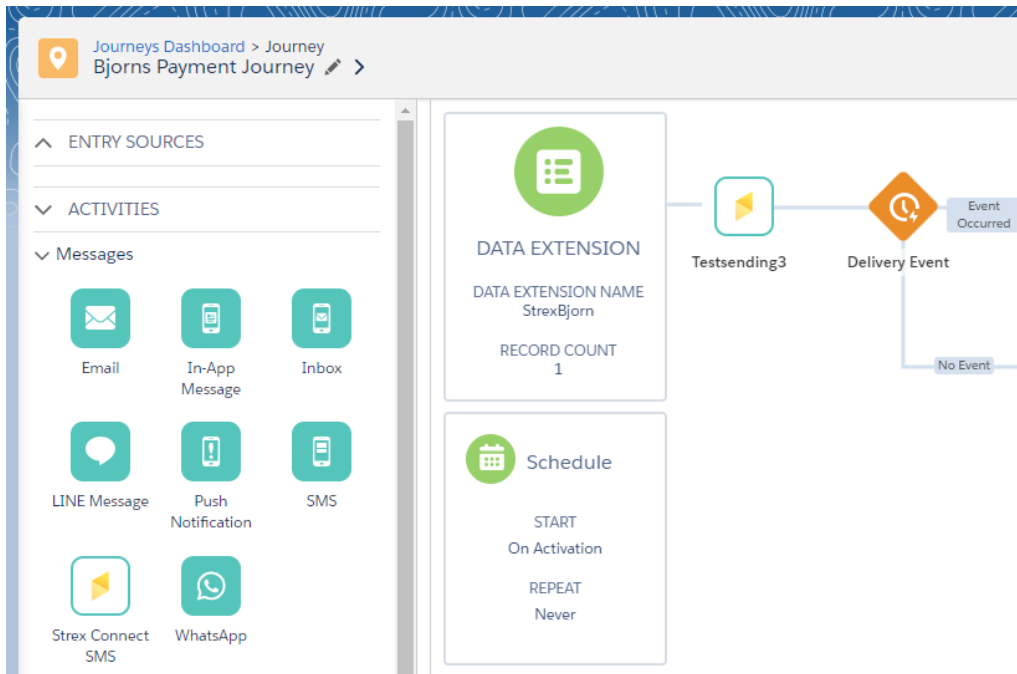 Journeys Dashboard > Journey
Bjorns Payment Journey
ENTRY SOURCES
ACTIVITIES
Messages
Email
In-App
Message
Inbox
LINE Message
Push
Notification
SMS
Strex Connect
SMS
WhatsApp
DATA EXTENSION
DATA EXTENSION NAME
StrexBjorn
RECORD COUNT
1
Schedule
START
On Activation
REPEAT
Never
Testsending3
Delivery Event
Event
Occurred
No Event